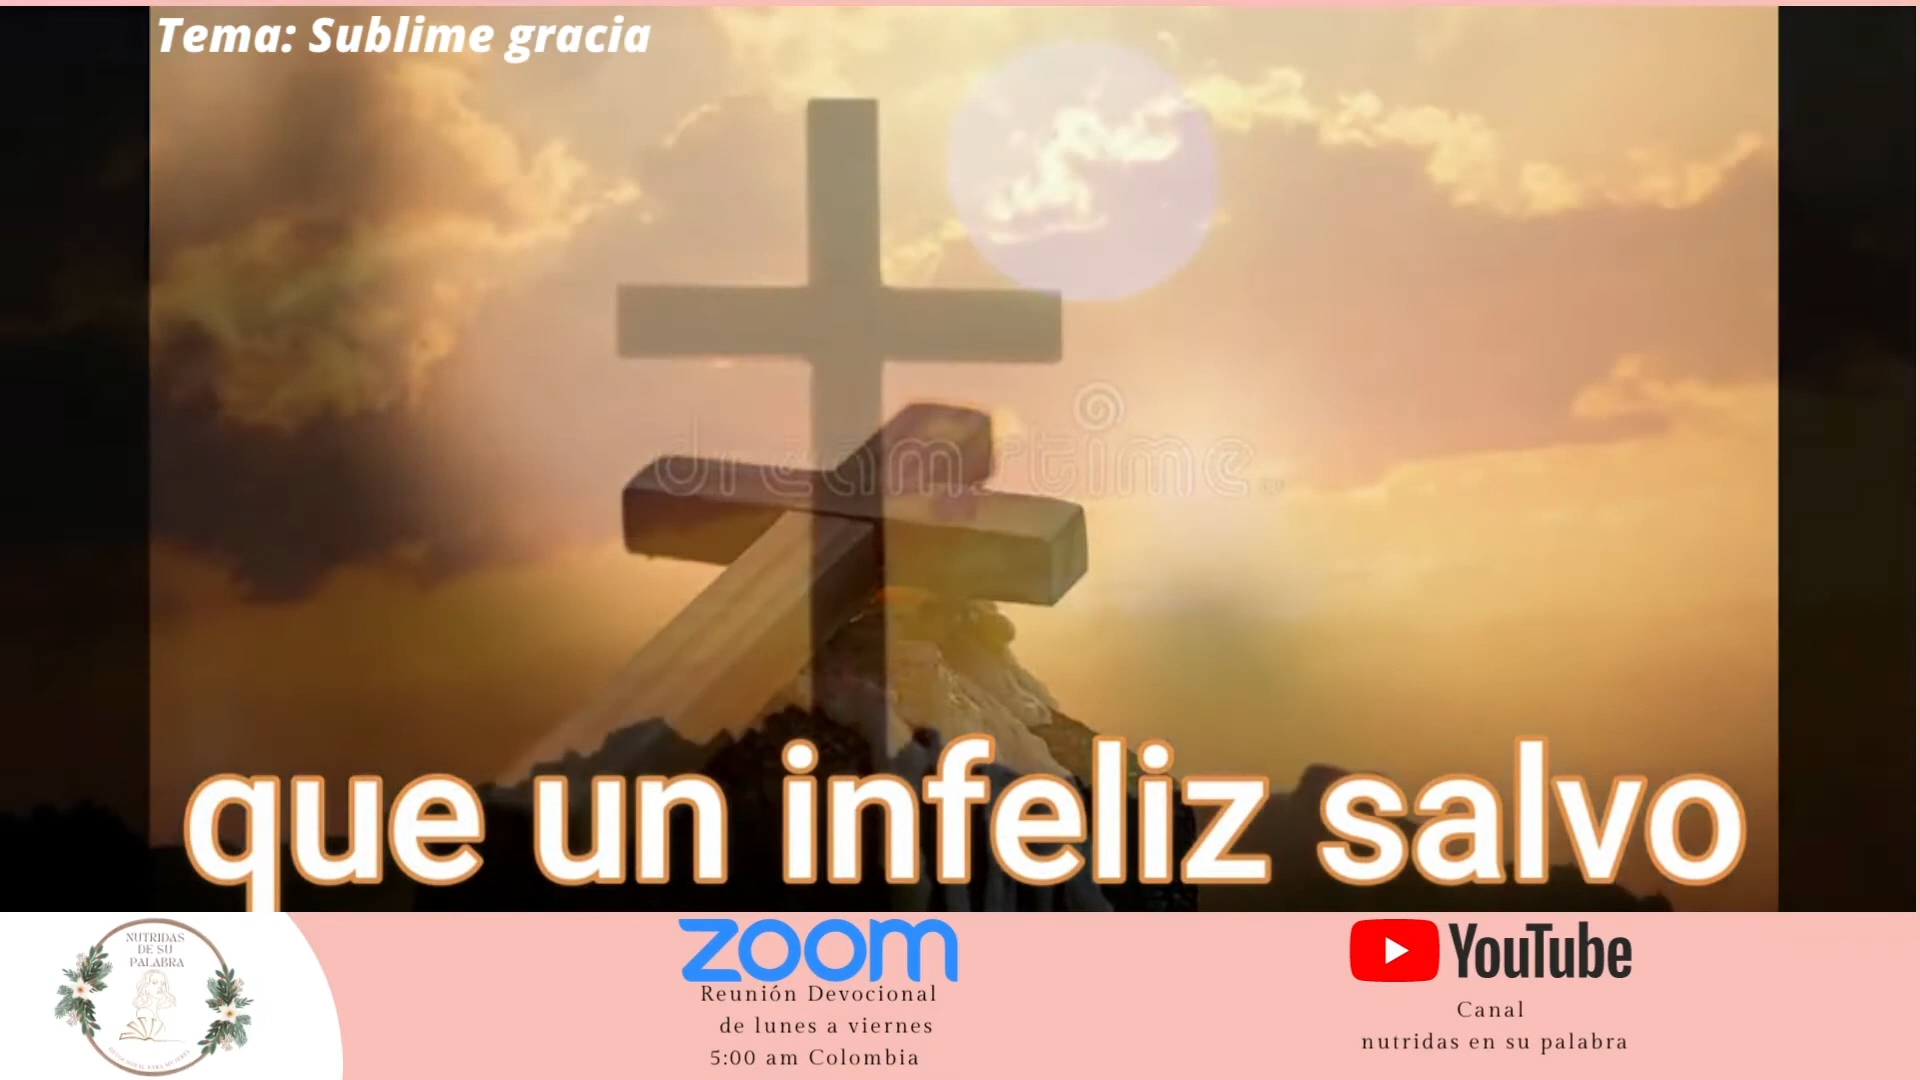 Tema: Sublime gracia
dreamstime
que un infeliz salvo
NUTRIDAS
DE SU
PALABRA
zoom
Reunión Devocional
de lunes a viernes
5:00 am Colombia
YouTube
Canal
nutridas en su palabra